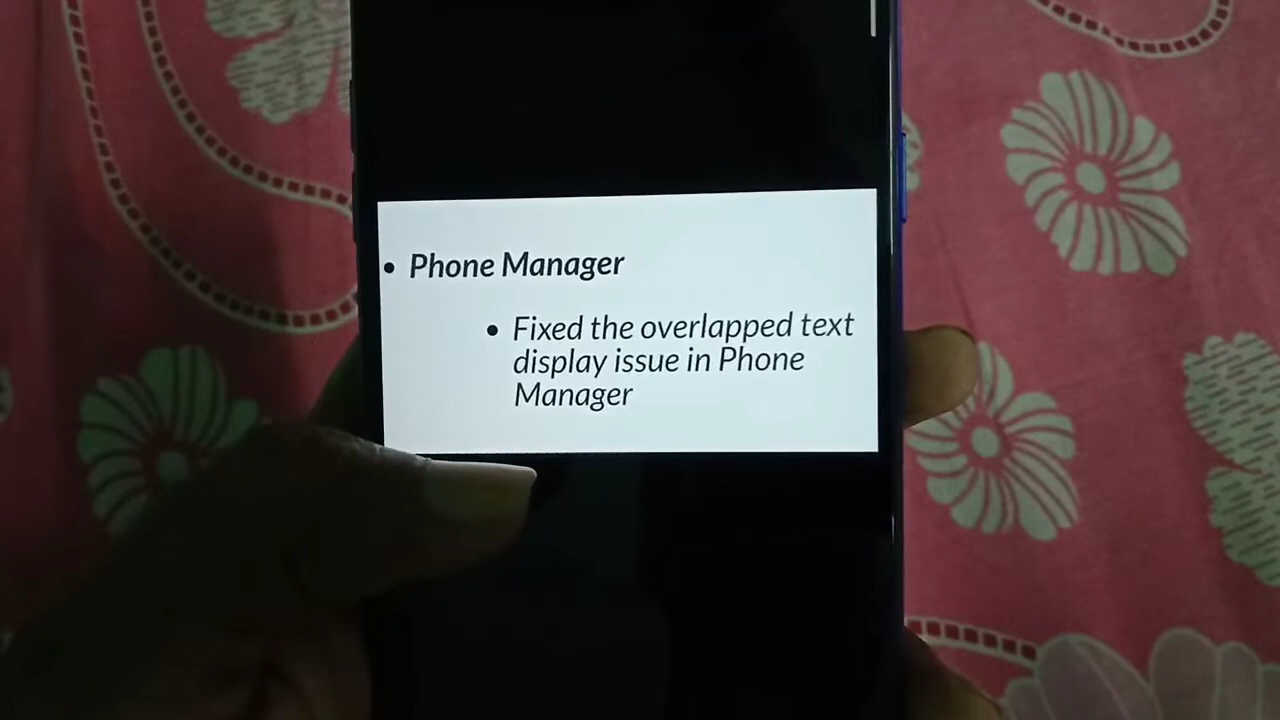 • Phone Manager
• Fixed the overlapped text
display issue in Phone
Manager